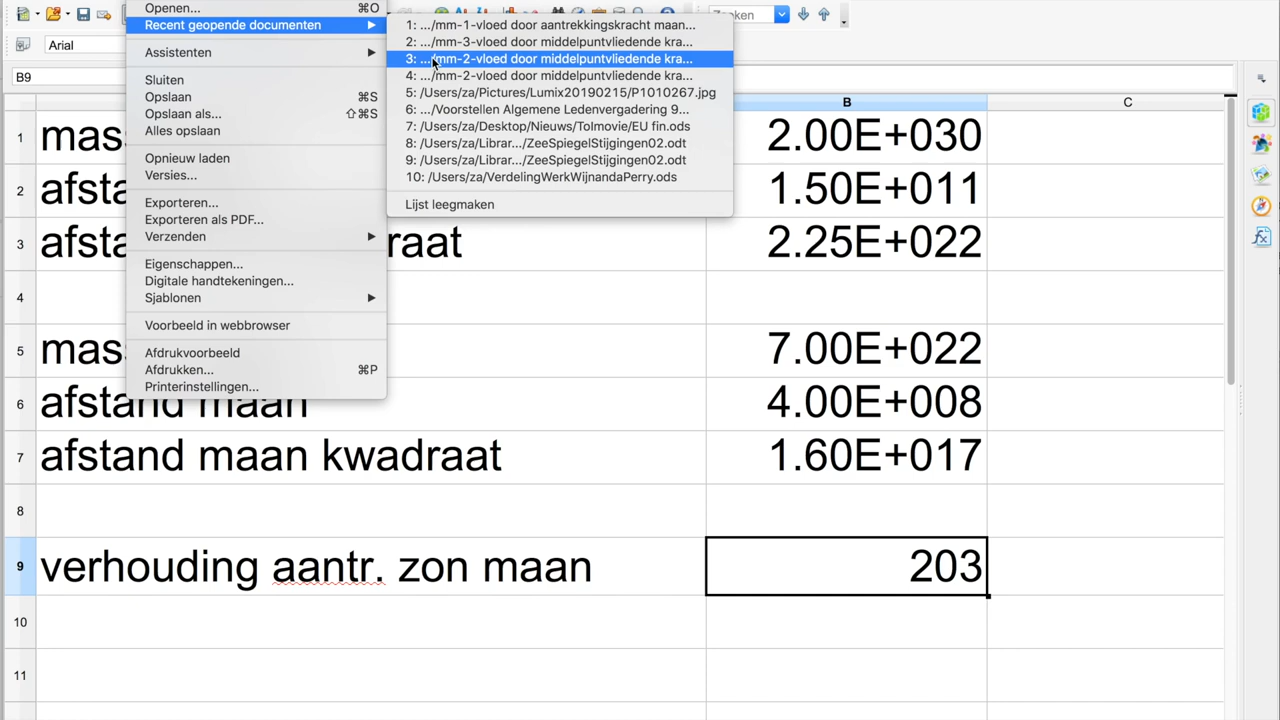 Openen... ⌘O
Recent geopende documenten
Assistenten
Sluiten
Opslaan ⌘S
Opslaan als... ⇧⌘S
Alles opslaan
Opnieuw laden
Versies...
Exporteren...
Exporteren als PDF...
Verzenden
Eigenschappen...
Digitale handtekeningen...
Sjablonen
Voorbeeld in webbrowser
Afdrukvoorbeeld
Afdrukken... ⌘P
Printerinstellingen...
1: .../mm-1-vloed door aantrekkingskracht maan...
2: .../mm-3-vloed door middelpuntvliedende kra...
3: .../mm-2-vloed door middelpuntvliedende kra...
4: .../mm-2-vloed door middelpuntvliedende kra...
5: /Users/za/Pictures/Lumix20190215/P1010267.jpg
6: .../Voorstellen Algemene Ledenvergadering 9...
7: /Users/za/Desktop/Nieuws/Tolmovie/EU fin.ods
8: /Users/za/Librar.../ZeeSpiegelStijgingen02.odt
9: /Users/za/Librar.../ZeeSpiegelStijgingen02.odt
10: /Users/za/VerdelingWerkWijnandaPerry.ods
Lijst leegmaken
Zoeken
Arial
B9
B C
1 mas 2.00E+030
2 afsta 1.50E+011
3 afsta raat 2.25E+022
4
5 mas 7.00E+022
6 afstand maan 4.00E+008
7 afstand maan kwadraat 1.60E+017
8
9 verhouding aantr. zon maan 203
10
11